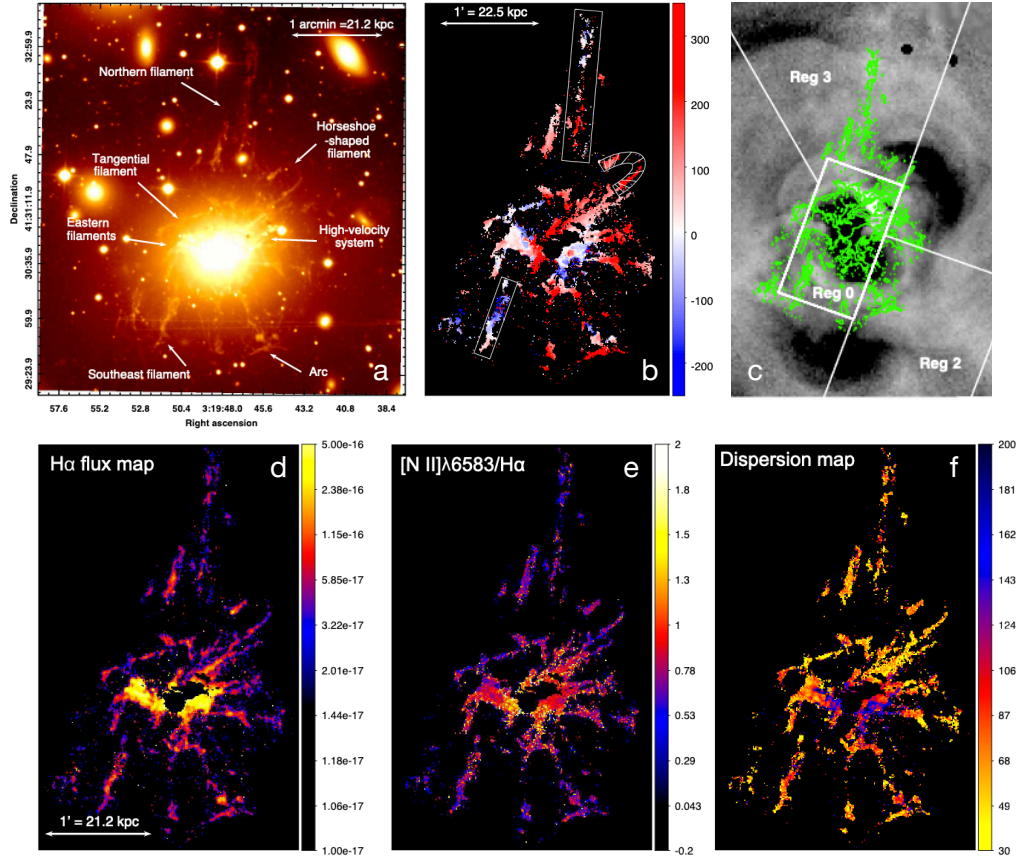 1 arcmin =21.2 kpc
Northern filament
Horseshoe
-shaped filament
Tangential
filament
Eastern
filaments
High-velocity
system
Southeast filament
Arc
a
Declination
32:59.9
23.9
47.9
41:31:11.9
30:35.9
59.9
29:23.9
57.6 55.2 52.8 50.4 3:19:48.0 45.6 43.2 40.8 38.4
Right ascension
1' = 22.5 kpc
b
300
200
100
0
-100
-200
Reg 3
Reg 0
Reg 2
c
Hα flux map
d
1' = 21.2 kpc
5.00e-16
2.38e-16
1.15e-16
5.85e-17
3.22e-17
2.01e-17
1.44e-17
1.18e-17
1.06e-17
1.00e-17
[N II]λ6583/Hα
e
2
1.8
1.5
1.3
1
0.78
0.53
0.29
0.043
-0.2
Dispersion map
f
200
181
162
143
124
106
87
68
49
30